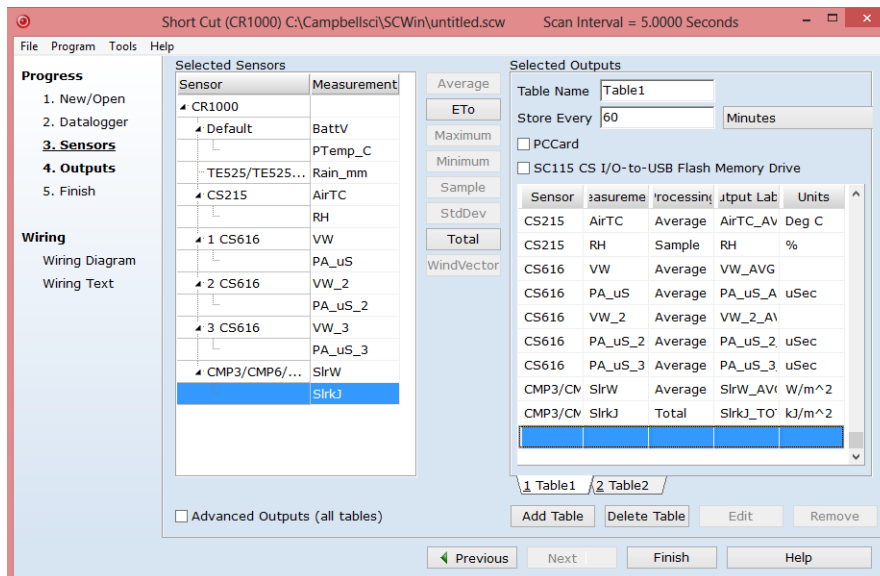 Short Cut (CR1000) C:\Campbellsci\SCWin\untitled.scw Scan Interval = 5.0000 Seconds
File Program Tools Help
Progress
1. New/Open
2. Datalogger
3. Sensors
4. Outputs
5. Finish
Wiring
Wiring Diagram
Wiring Text
Selected Sensors
Sensor Measurement
CR1000
Default BattV
PTemp_C
TE525/TE525... Rain_mm
CS215 AirTC
RH
1 CS616 VW
PA_uS
2 CS616 VW_2
PA_uS_2
3 CS616 VW_3
PA_uS_3
CMP3/CMP6/... SlrW
SlrkJ
Advanced Outputs (all tables)
Average
ETo
Maximum
Minimum
Sample
StdDev
Total
WindVector
Selected Outputs
Table Name Table1
Store Every 60 Minutes
PCCard
SC115 CS I/O-to-USB Flash Memory Drive
Sensor easureme rocessing utput Lab Units
CS215 AirTC Average AirTC_AV Deg C
CS215 RH Sample RH %
CS616 VW Average VW_AVG
CS616 PA_uS Average PA_uS_A uSec
CS616 VW_2 Average VW_2_A
CS616 PA_uS_2 Average PA_uS_2 uSec
CS616 PA_uS_3 Average PA_uS_3 uSec
CMP3/CM SlrW Average SlrW_AV W/m^2
CMP3/CM SlrkJ Total SlrkJ_TO kJ/m^2
1 Table1 2 Table2
Add Table Delete Table Edit Remove
Previous Next Finish Help